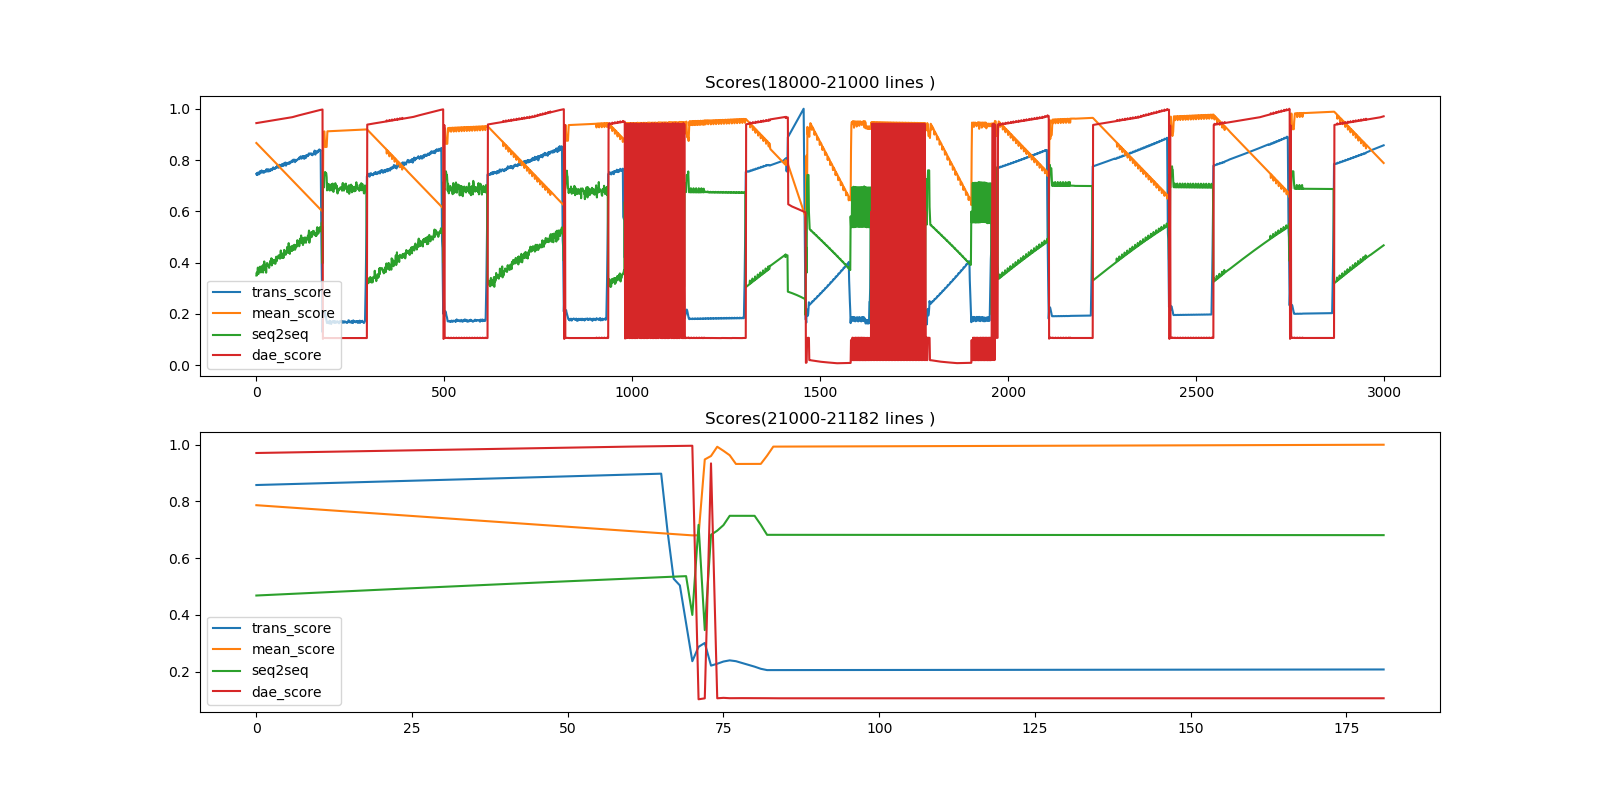 Scores(18000-21000 lines )
1.0
0.8
0.6
0.4
0.2
0.0
trans_score
mean_score
seq2seq
dae_score
0 500 1000 1500 2000 2500 3000
Scores(21000-21182 lines )
1.0
0.8
0.6
0.4
0.2
trans_score
mean_score
seq2seq
dae_score
0 25 50 75 100 125 150 175